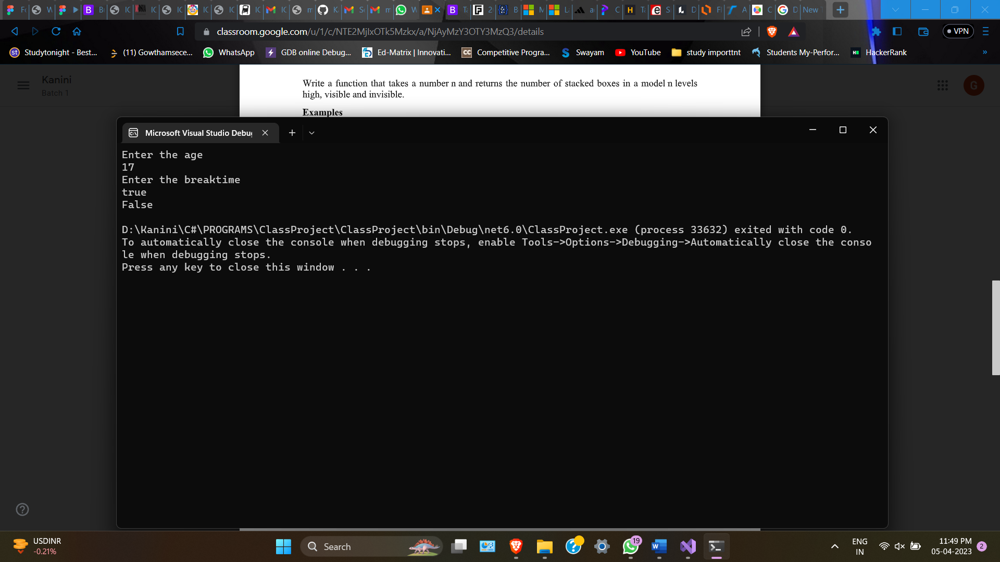 New
classroom.google.com/u/1/c/NTE2MjIxOTk5Mzkx/a/NjAyMzY3OTY3MzQ3/details
VPN
Studytonight - Best...
(11) Gowthamsece...
WhatsApp
GDB online Debug...
Ed-Matrix | Innovati...
Competitive Progra...
Swayam
YouTube
study importtnt
Students My-Perfor...
HackerRank
Kanini
Batch 1
G
Write a function that takes a number n and returns the number of stacked boxes in a model n levels
high, visible and invisible.
Examples
Microsoft Visual Studio Debug
Enter the age
17
Enter the breaktime
true
False
D:\Kanini\C#\PROGRAMS\ClassProject\ClassProject\bin\Debug\net6.0\ClassProject.exe (process 33632) exited with code 0.
To automatically close the console when debugging stops, enable Tools->Options->Debugging->Automatically close the conso
le when debugging stops.
Press any key to close this window . . .
USDINR
-0.21%
Search
19
ENG
IN
11:49 PM
05-04-2023
2